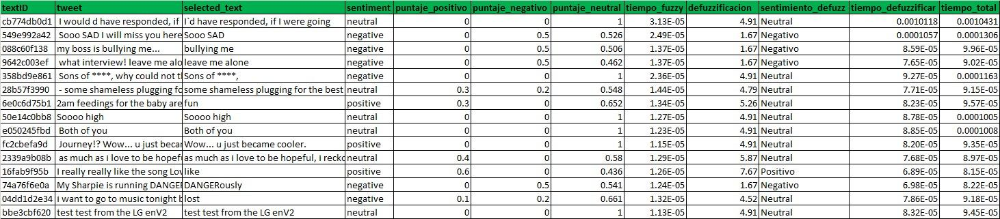 textID tweet selected_text sentiment puntaje_positivo puntaje_negativo puntaje_neutral tiempo_fuzzy defuzzificacion sentimiento_defuzz tiempo_defuzzificar tiempo_total
cb774db0d1 I would d have responded, if I`d have responded, if I were going neutral 0 0 1 3.13E-05 4.91 Neutral 0.0010118 0.0010431
549e992a42 Sooo SAD I will miss you here Sooo SAD negative 0 0.5 0.526 2.49E-05 1.67 Negativo 0.0001057 0.0001306
088c60f138 my boss is bullying me... bullying me negative 0 0.5 0.506 1.37E-05 1.67 Negativo 8.59E-05 9.96E-05
9642c003ef what interview! leave me alo leave me alone negative 0 0.5 0.462 1.37E-05 1.67 Negativo 7.65E-05 9.02E-05
358bd9e861 Sons of ****, why could not t Sons of ****, negative 0 0 1 2.36E-05 4.91 Neutral 9.27E-05 0.0001163
28b57f3990 - some shameless plugging fo some shameless plugging for the best neutral 0.3 0.2 0.548 1.44E-05 4.79 Neutral 7.71E-05 9.15E-05
6e0c6d75b1 2am feedings for the baby are fun positive 0.3 0 0.652 1.34E-05 5.26 Neutral 8.23E-05 9.57E-05
50e14c0bb8 Soooo high Soooo high neutral 0 0 1 1.27E-05 4.91 Neutral 8.78E-05 0.0001005
e050245fbd Both of you Both of you neutral 0 0 1 1.23E-05 4.91 Neutral 8.85E-05 0.0001008
fc2cbefa9d Journey!? Wow... u just becar Wow... u just became cooler. positive 0 0 1 1.15E-05 4.91 Neutral 8.20E-05 9.35E-05
2339a9b08b as much as i love to be hopef as much as i love to be hopeful, i recko neutral 0.4 0 0.58 1.29E-05 5.87 Neutral 7.68E-05 8.97E-05
16fab9f95b I really really like the song Lov like positive 0.6 0 0.436 1.26E-05 7.67 Positivo 6.89E-05 8.15E-05
74a76f6e0a My Sharpie is running DANGE DANGERously negative 0 0.5 0.541 1.24E-05 1.67 Negativo 6.98E-05 8.22E-05
04dd1d2e34 i want to go to music tonight b lost negative 0.1 0.2 0.661 1.32E-05 4.52 Neutral 7.86E-05 9.18E-05
bbe3cbf620 test test from the LG enV2 test test from the LG enV2 neutral 0 0 1 1.13E-05 4.91 Neutral 8.32E-05 9.45E-05